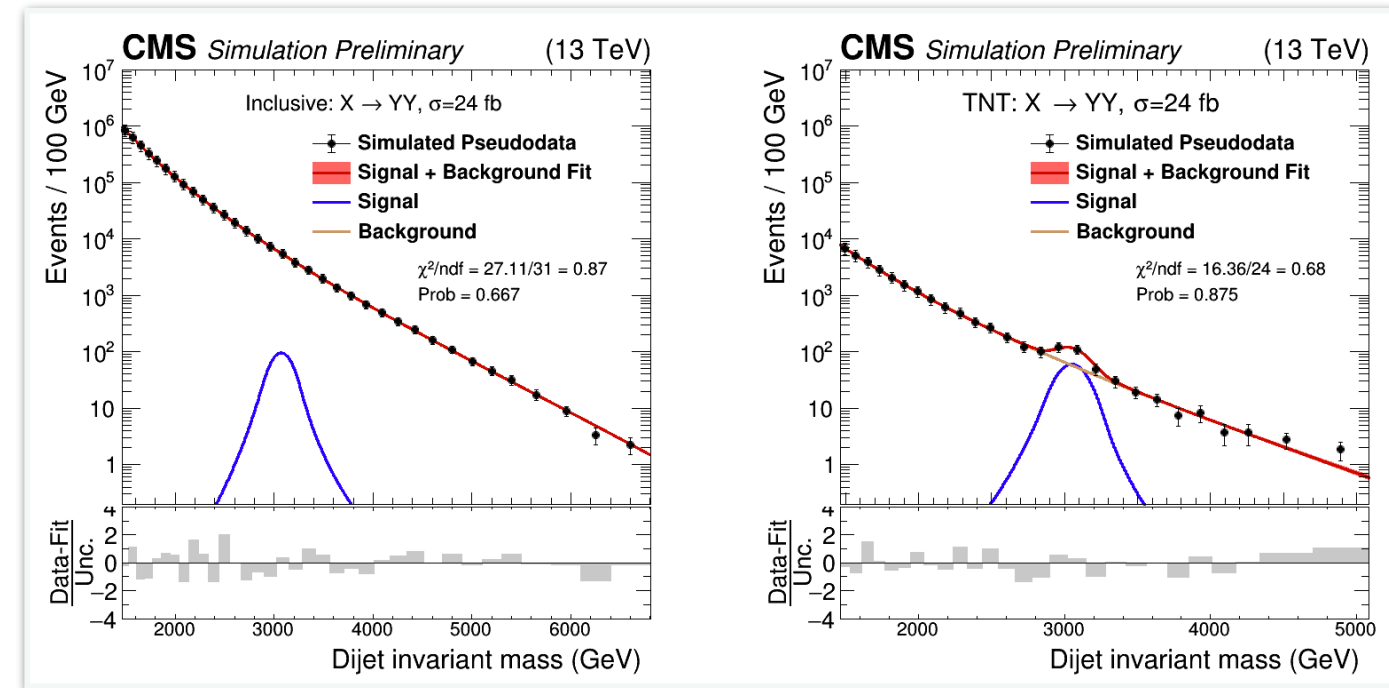 CMS Simulation Preliminary (13 TeV)
Events / 100 GeV
10⁷
10⁶
10⁵
10⁴
10³
10²
10
1
Inclusive: X → YY, σ=24 fb
Simulated Pseudodata
Signal + Background Fit
Signal
Background
χ²/ndf = 27.11/31 = 0.87
Prob = 0.667
Data-Fit
Unc.
4
2
0
−2
−4
2000 3000 4000 5000 6000
Dijet invariant mass (GeV)
CMS Simulation Preliminary (13 TeV)
Events / 100 GeV
10⁷
10⁶
10⁵
10⁴
10³
10²
10
1
TNT: X → YY, σ=24 fb
Simulated Pseudodata
Signal + Background Fit
Signal
Background
χ²/ndf = 16.36/24 = 0.68
Prob = 0.875
Data-Fit
Unc.
4
2
0
−2
−4
2000 3000 4000 5000
Dijet invariant mass (GeV)